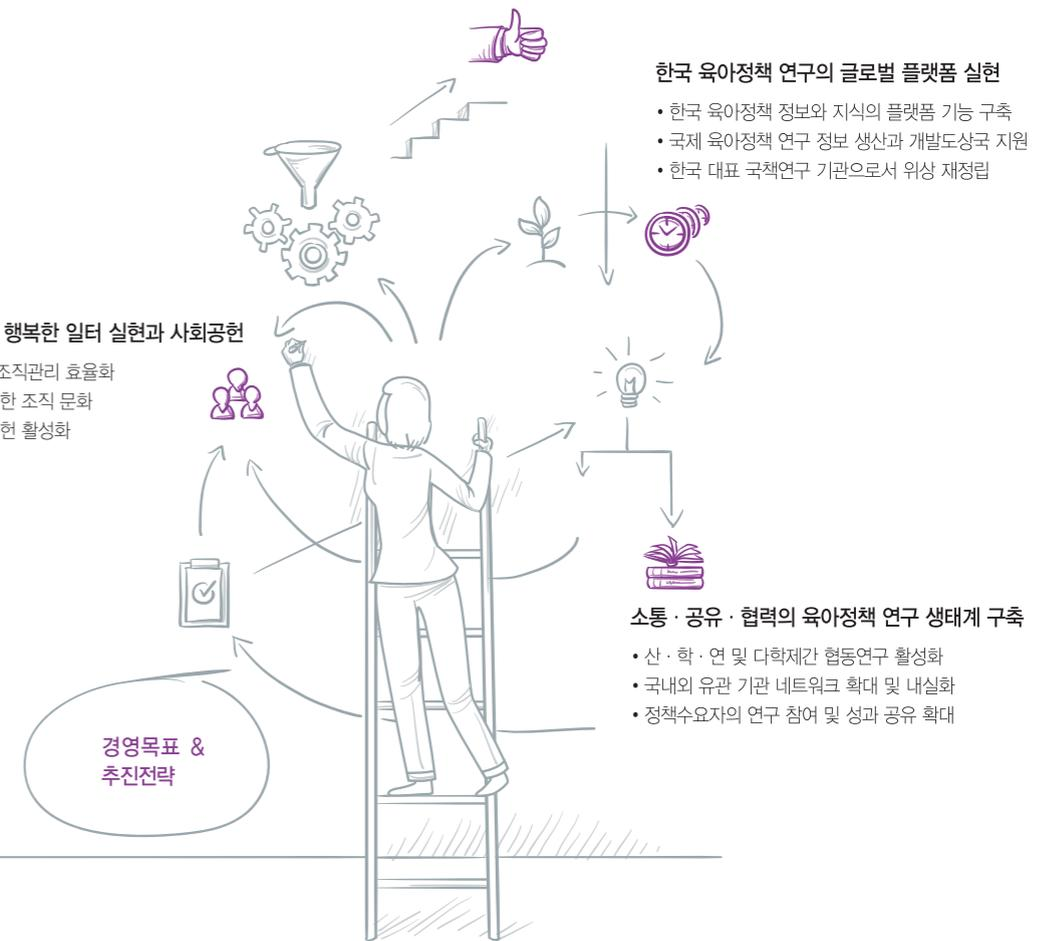 한국 육아정책 연구의 글로벌 플랫폼 실현
• 한국 육아정책 정보와 지식의 플랫폼 기능 구축
• 국제 육아정책 연구 정보 생산과 개발도상국 지원
• 한국 대표 국책연구 기관으로서 위상 재정립
행복한 일터 실현과 사회공헌
조직관리 효율화
한 조직 문화
헌 활성화
소통 · 공유 · 협력의 육아정책 연구 생태계 구축
• 산 · 학 · 연 및 다학제간 협동연구 활성화
• 국내외 유관 기관 네트워크 확대 및 내실화
• 정책수요자의 연구 참여 및 성과 공유 확대
경영목표 &
추진전략